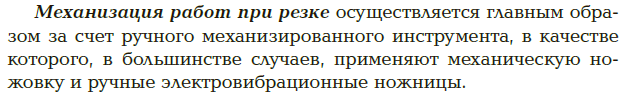 Механизация работ при резке осуществляется главным обра-
зом за счет ручного механизированного инструмента, в качестве
которого, в большинстве случаев, применяют механическую но-
жовку и ручные электровибрационные ножницы.